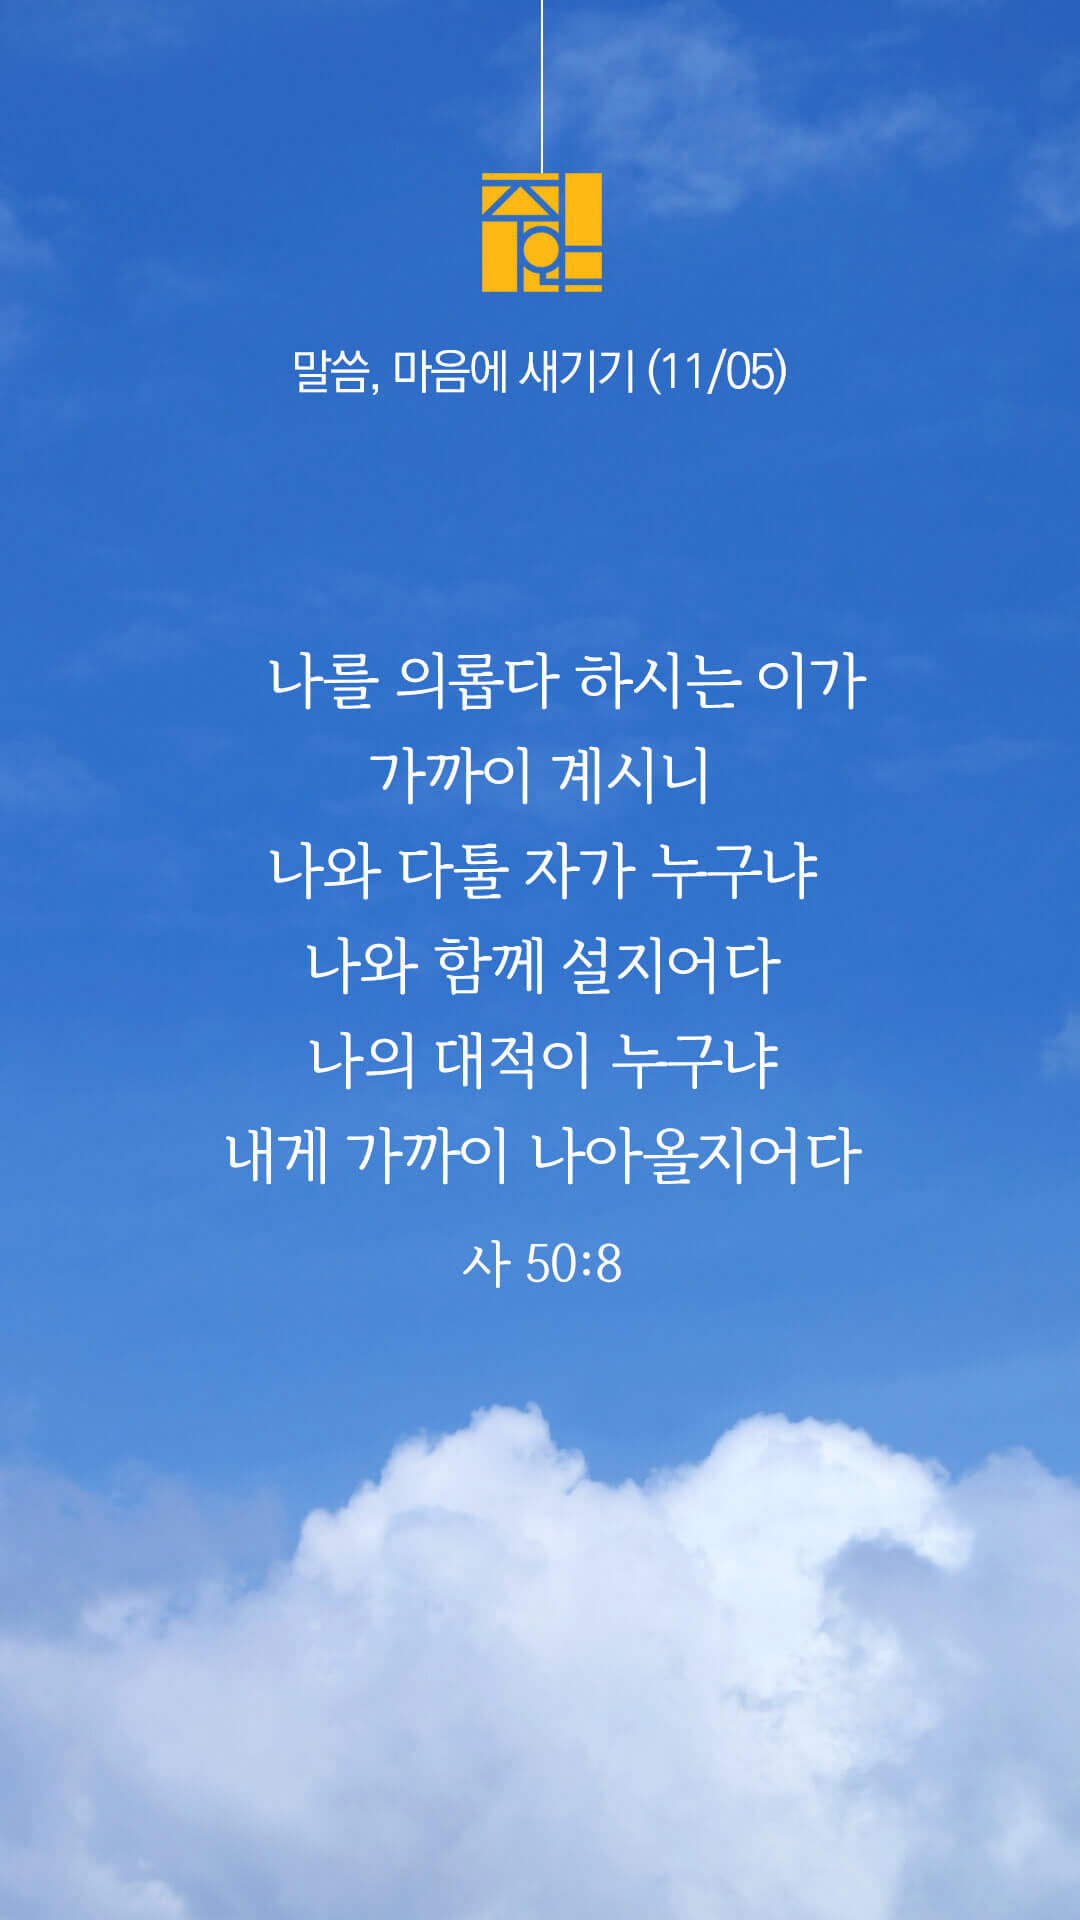 말씀, 마음에 새기기 (11/05)
나를 의롭다 하시는 이가
가까이 계시니
나와 다툴 자가 누구냐
나와 함께 설지어다
나의 대적이 누구냐
내게 가까이 나아올지어다
사 50:8